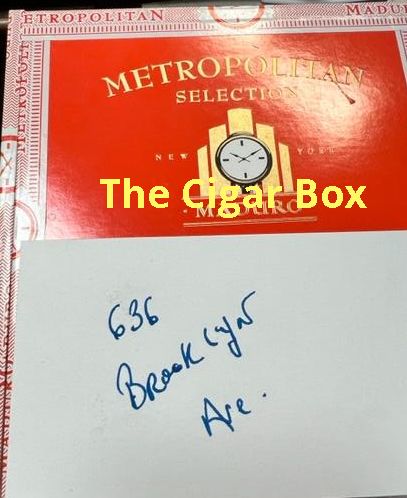 METROPOLITAN
MADURO
METROPOLITAN
SELECTION
NEW YORK
The Cigar Box
MADURO
636
Brooklyn
Ave.